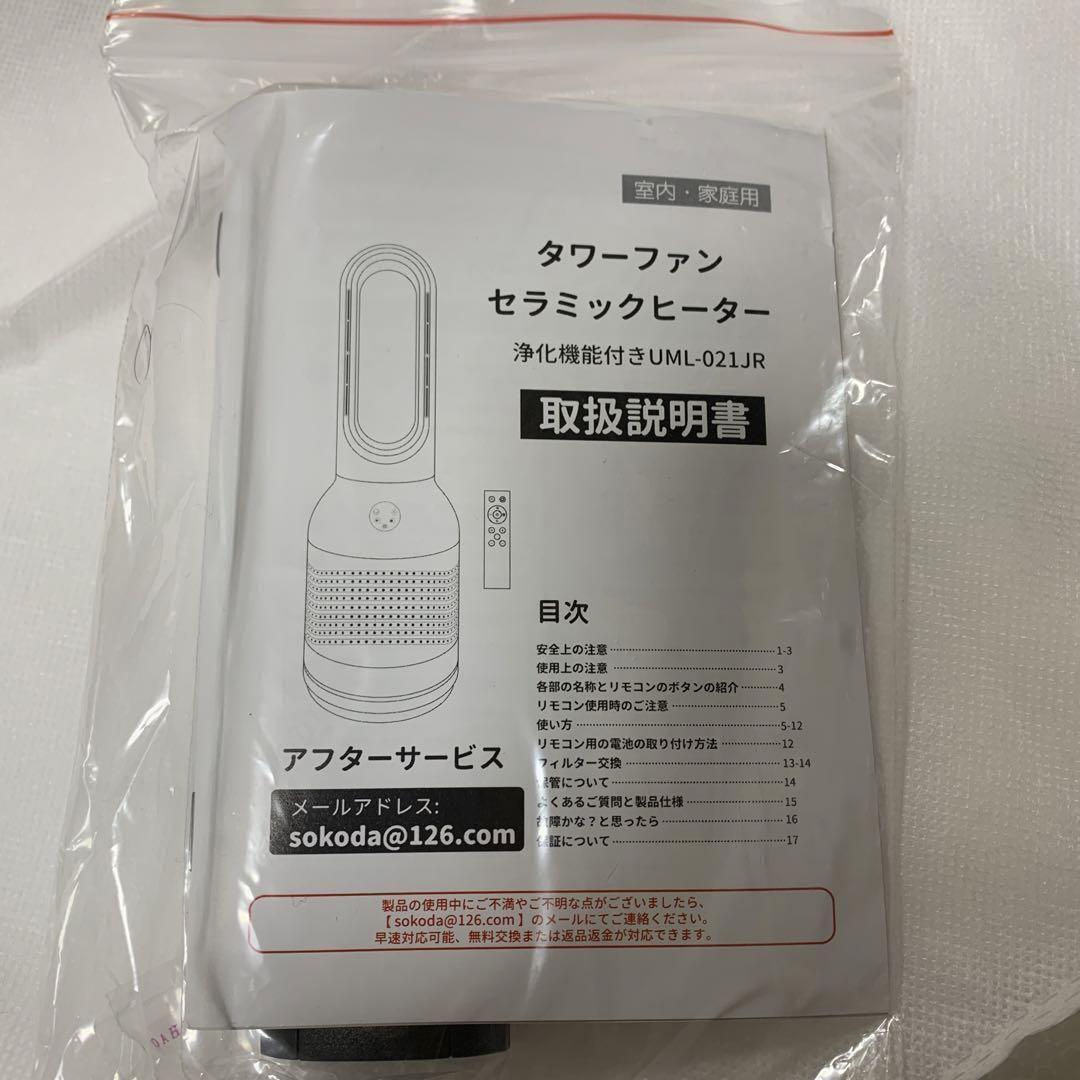 室内・家庭用
タワーファン
セラミックヒーター
浄化機能付きUML-021JR
取扱説明書
目次
安全上の注意 1-3
使用上の注意 3
各部の名称とリモコンのボタンの紹介 4
リモコン使用時のご注意 5
使い方 5-12
リモコン用の電池の取り付け方法 12
フィルター交換 13-14
保管について 14
よくあるご質問と製品仕様 15
故障かな?と思ったら 16
保証について 17
アフターサービス
メールアドレス:
sokoda@126.com
製品の使用中にご不満やご不明な点がございましたら、
【sokoda@126.com】のメールにてご連絡ください。
早速対応可能、無料交換または返品返金が対応できます。